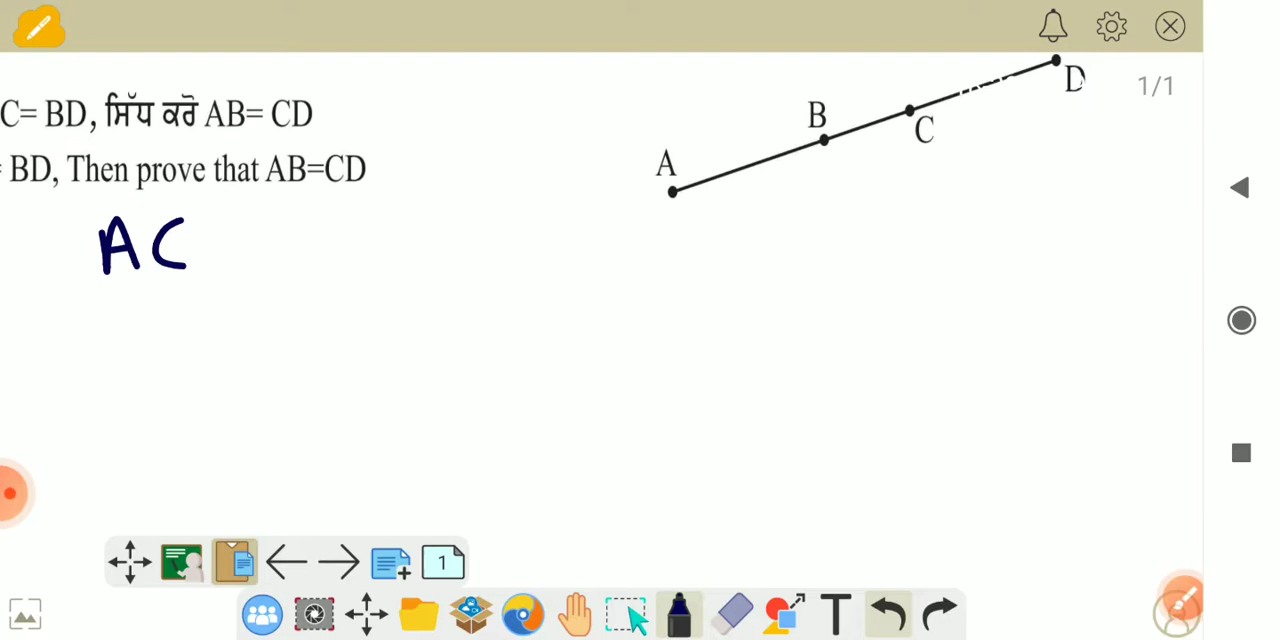 C= BD, ਸਿੱਧ ਕਰੋ AB= CD
= BD, Then prove that AB=CD
AC
A
B
C
D
1/1
1
T